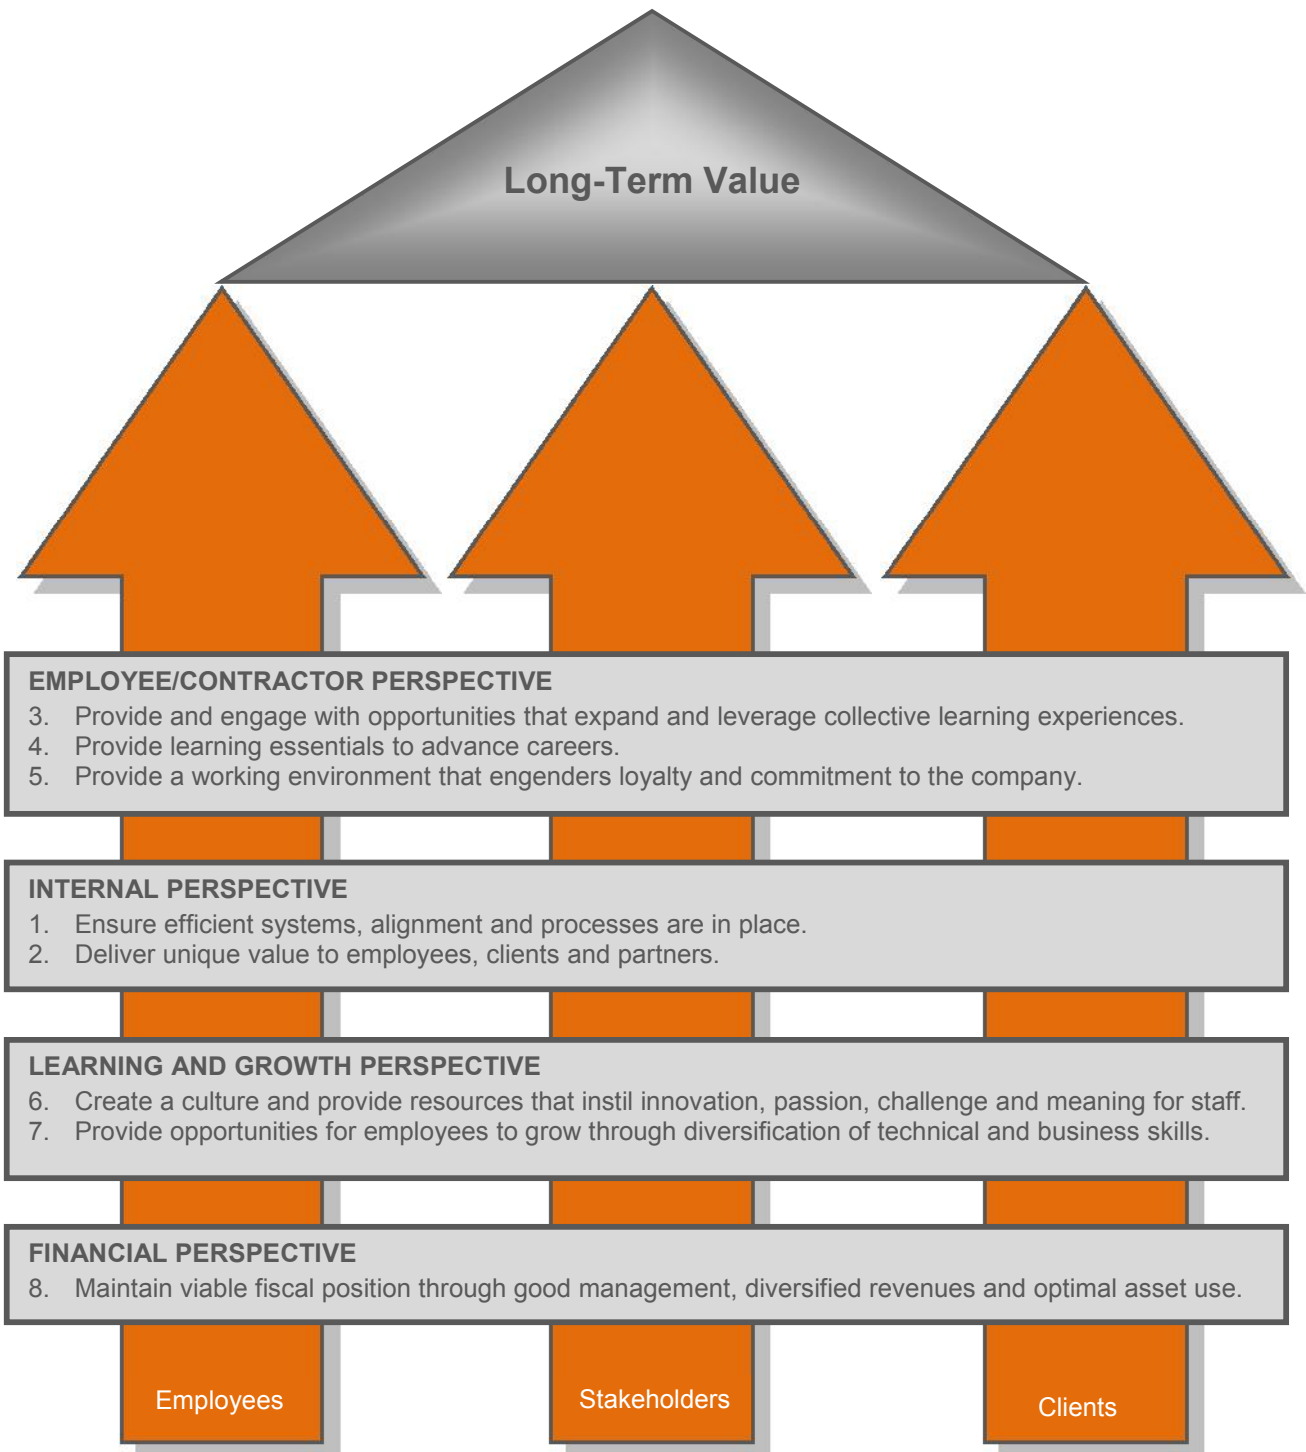 Long-Term Value
EMPLOYEE/CONTRACTOR PERSPECTIVE
3. Provide and engage with opportunities that expand and leverage collective learning experiences.
4. Provide learning essentials to advance careers.
5. Provide a working environment that engenders loyalty and commitment to the company.
INTERNAL PERSPECTIVE
1. Ensure efficient systems, alignment and processes are in place.
2. Deliver unique value to employees, clients and partners.
LEARNING AND GROWTH PERSPECTIVE
6. Create a culture and provide resources that instil innovation, passion, challenge and meaning for staff.
7. Provide opportunities for employees to grow through diversification of technical and business skills.
FINANCIAL PERSPECTIVE
8. Maintain viable fiscal position through good management, diversified revenues and optimal asset use.
Employees
Stakeholders
Clients